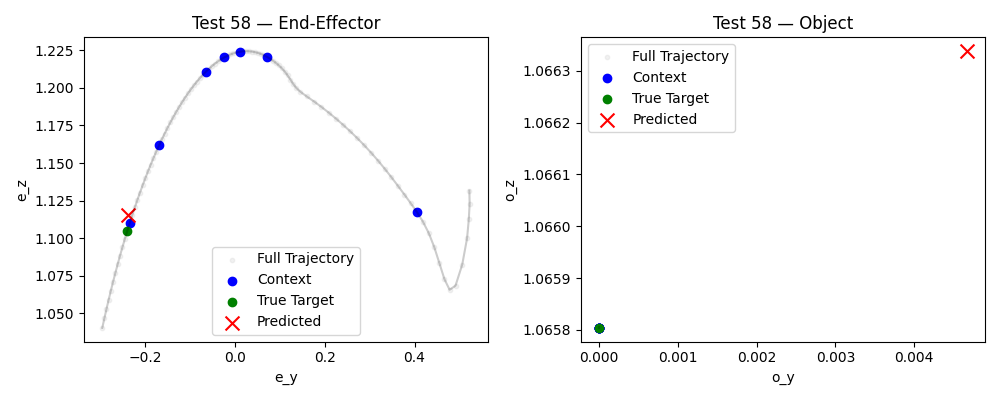 Test 58 — End-Effector
1.225
1.200
1.175
1.150
1.125
1.100
1.075
1.050
e_z
Full Trajectory
Context
True Target
Predicted
−0.2
0.0
0.2
0.4
e_y
Test 58 — Object
1.0663
1.0662
1.0661
1.0660
1.0659
1.0658
o_z
Full Trajectory
Context
True Target
Predicted
0.000
0.001
0.002
0.003
0.004
o_y